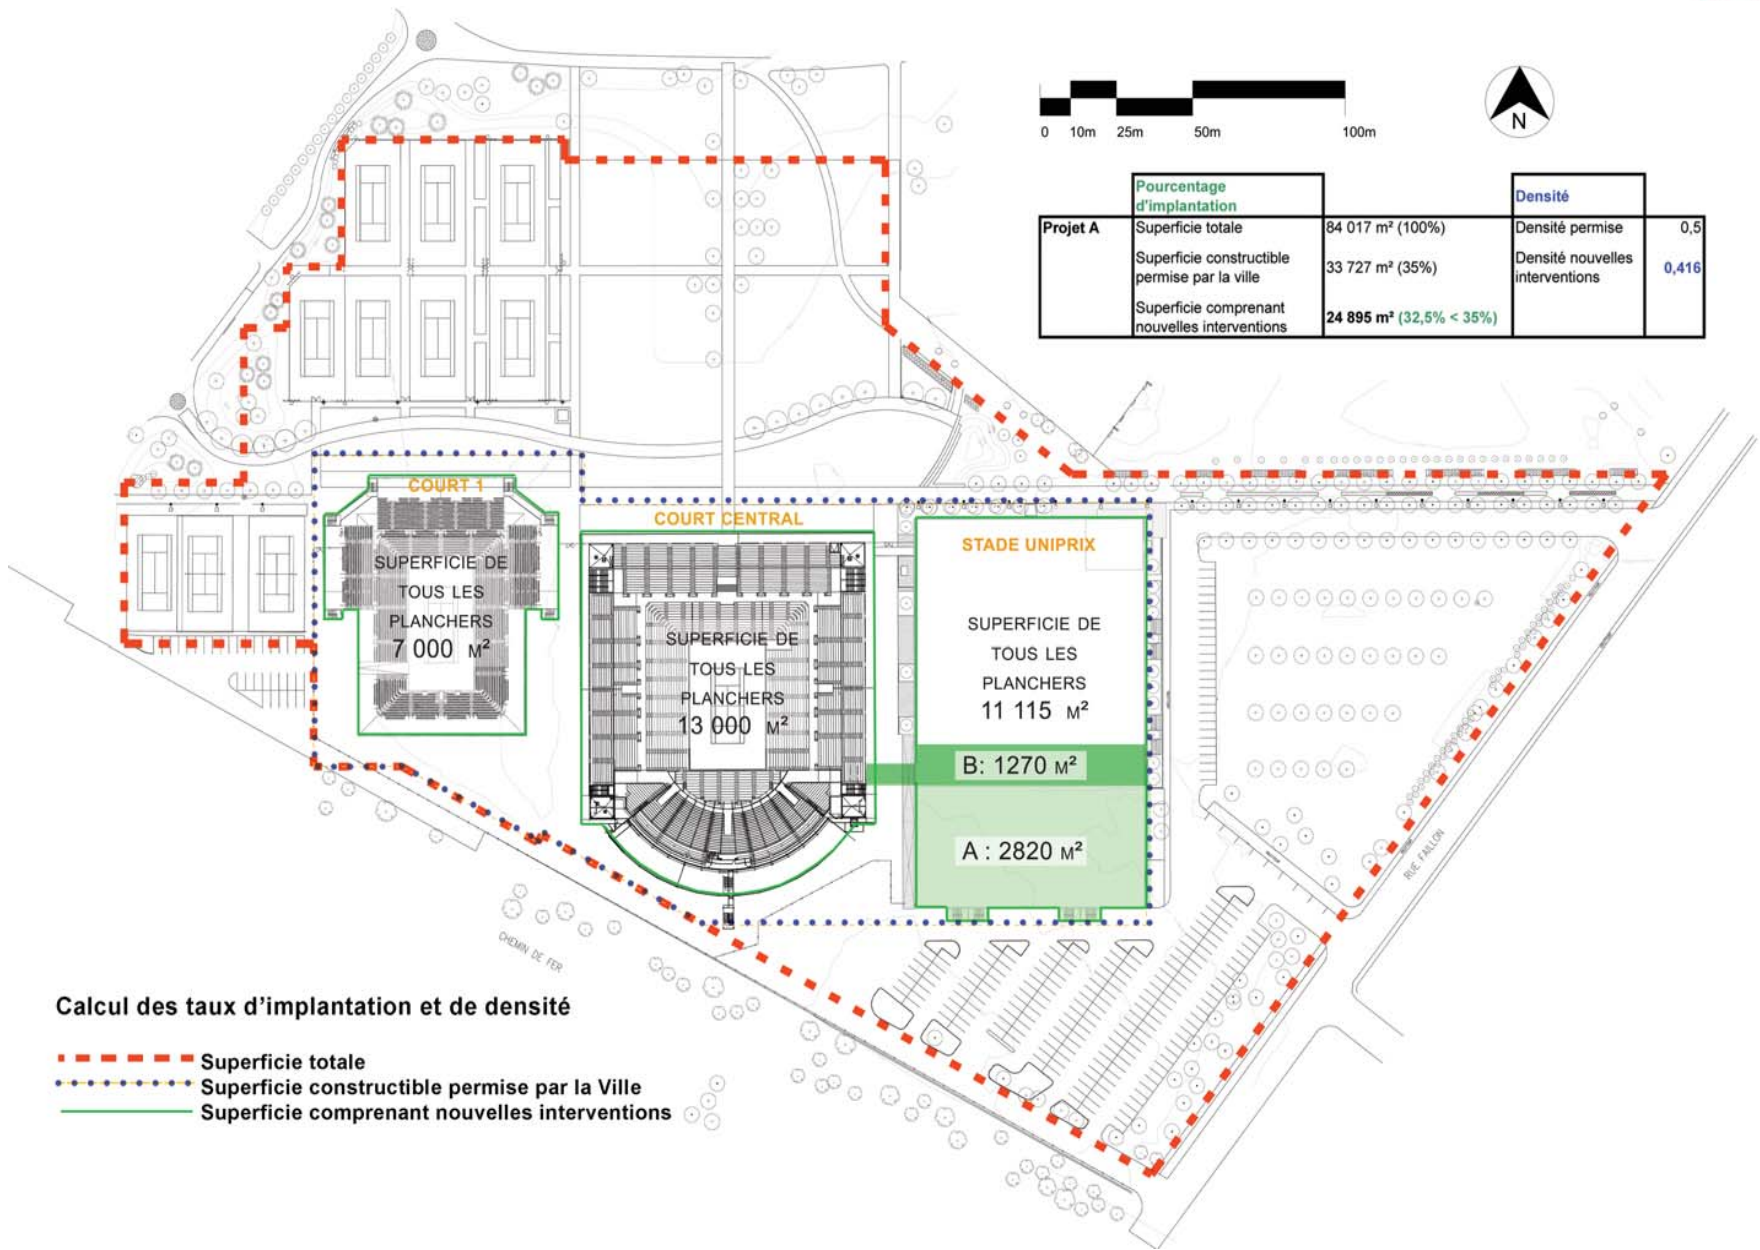 0 10m 25m 50m 100m
N
Pourcentage
d'implantation
Densité
Projet A
Superficie totale
84 017 m² (100%)
Densité permise
0,5
Superficie constructible
permise par la ville
33 727 m² (35%)
Densité nouvelles
interventions
0,416
Superficie comprenant
nouvelles interventions
24 895 m² (32,5% < 35%)
COURT 1
SUPERFICIE DE
TOUS LES
PLANCHERS
7 000 M²
COURT CENTRAL
SUPERFICIE DE
TOUS LES
PLANCHERS
13 000 M²
STADE UNIPRIX
SUPERFICIE DE
TOUS LES
PLANCHERS
11 115 M²
B: 1270 M²
A : 2820 M²
RUE FAILLON
CHEMIN DE FER
Calcul des taux d'implantation et de densité
Superficie totale
Superficie constructible permise par la Ville
Superficie comprenant nouvelles interventions